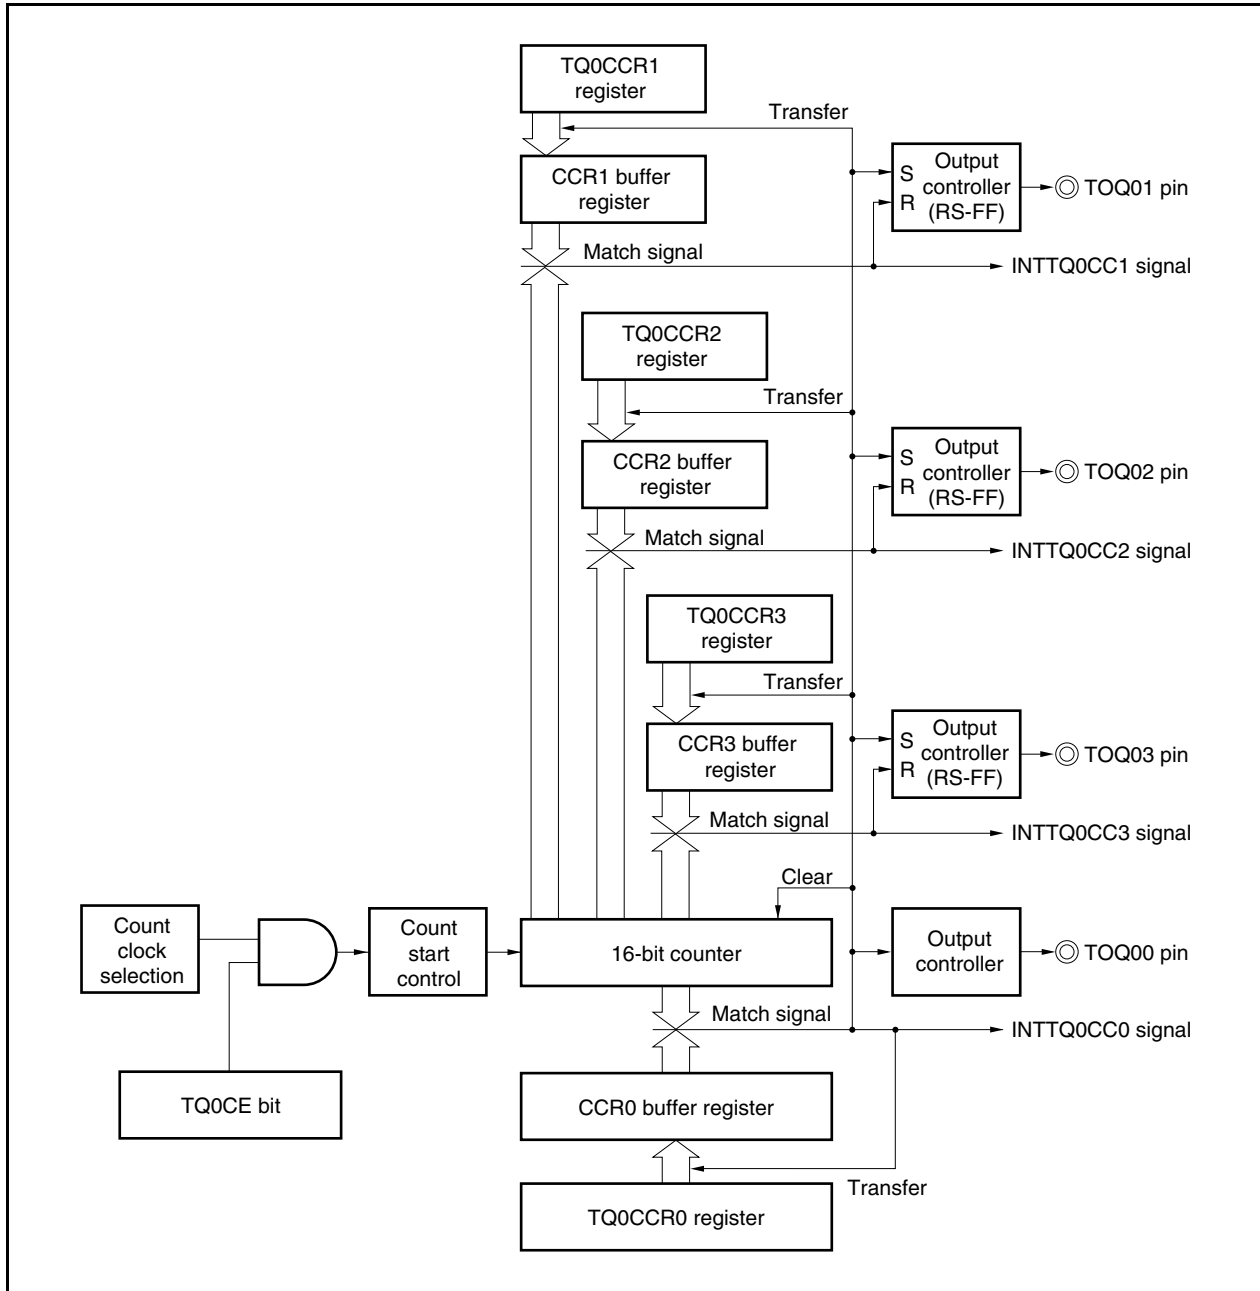 TQ0CCR1
register
Transfer
CCR1 buffer
register
S
R
Output
controller
(RS-FF)
TOQ01 pin
Match signal
INTTQ0CC1 signal
TQ0CCR2
register
Transfer
CCR2 buffer
register
S
R
Output
controller
(RS-FF)
TOQ02 pin
Match signal
INTTQ0CC2 signal
TQ0CCR3
register
Transfer
CCR3 buffer
register
S
R
Output
controller
(RS-FF)
TOQ03 pin
Match signal
INTTQ0CC3 signal
Clear
Count
clock
selection
Count
start
control
16-bit counter
Output
controller
TOQ00 pin
Match signal
INTTQ0CC0 signal
TQ0CE bit
CCR0 buffer register
Transfer
TQ0CCR0 register